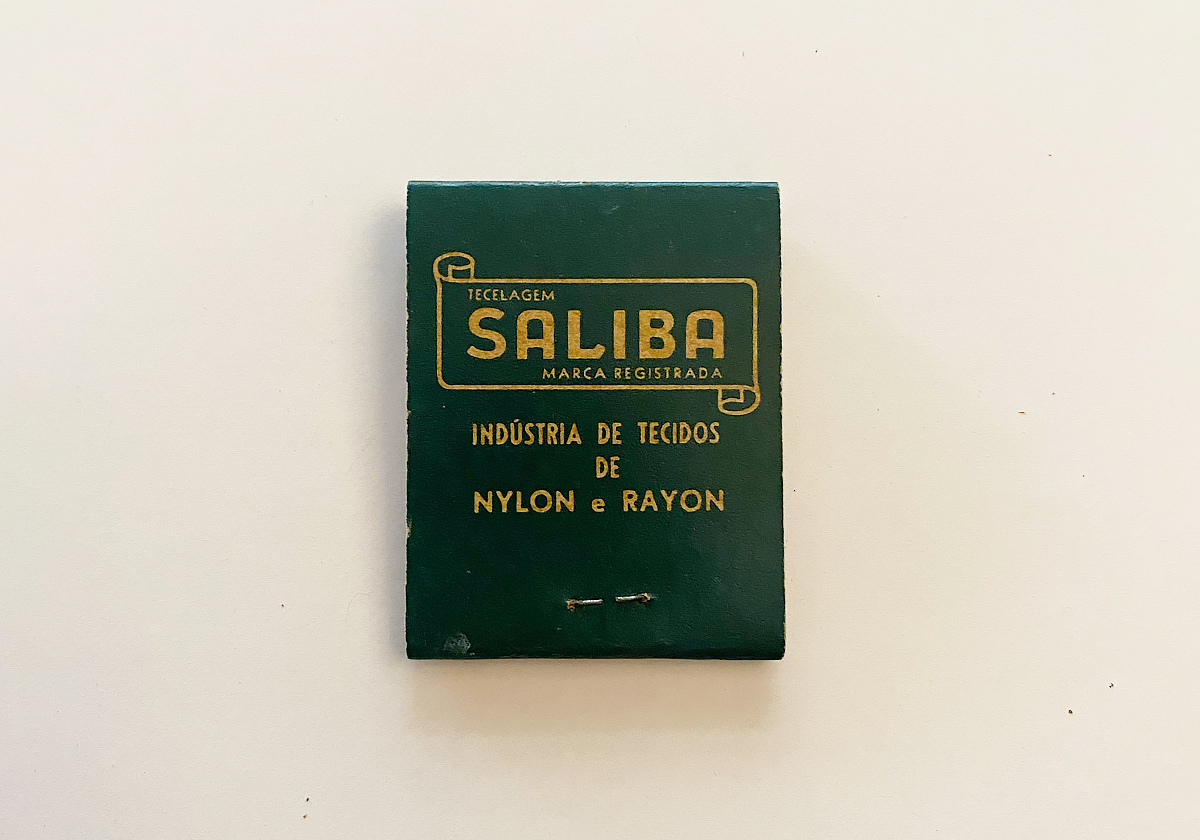 TECELAGEM
SALIBA
MARCA REGISTRADA
INDÚSTRIA DE TECIDOS
DE
NYLON e RAYON